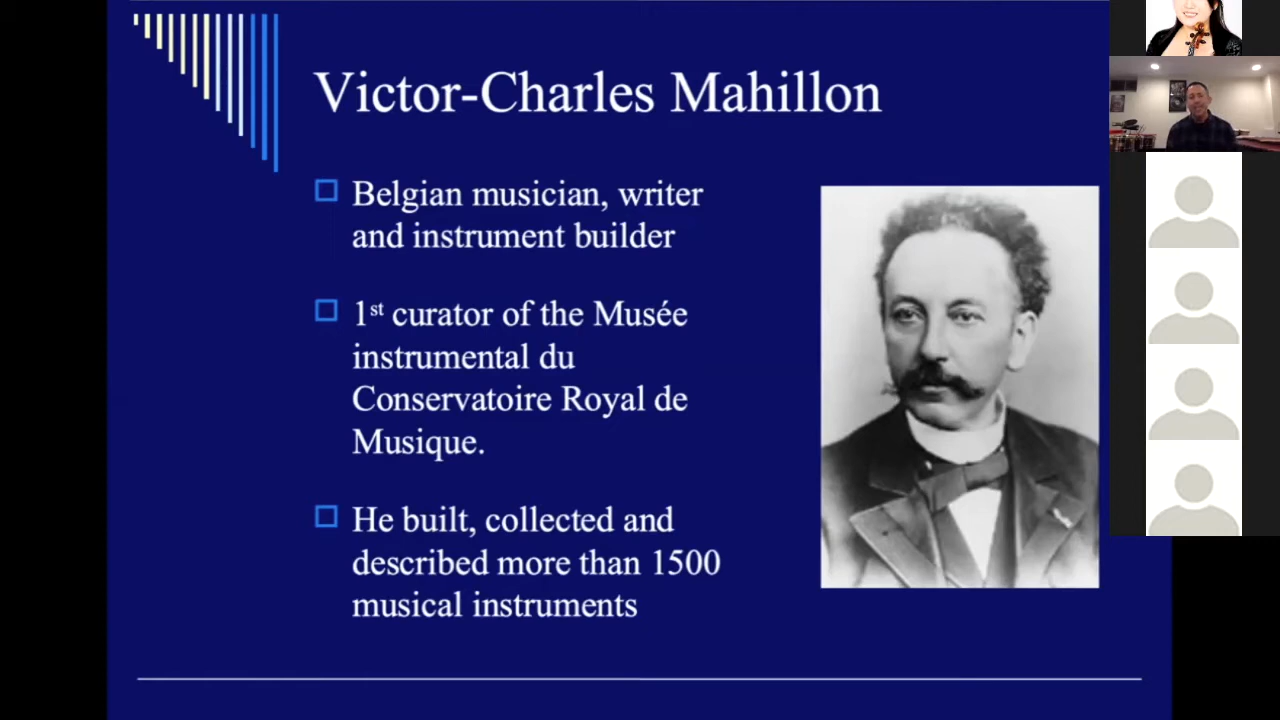 Victor-Charles Mahillon
Belgian musician, writer
and instrument builder
1st curator of the Musée
instrumental du
Conservatoire Royal de
Musique.
He built, collected and
described more than 1500
musical instruments